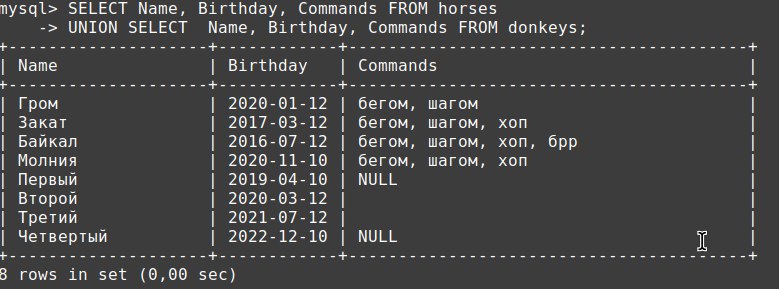 mysql> SELECT Name, Birthday, Commands FROM horses
    -> UNION SELECT  Name, Birthday, Commands FROM donkeys;
+--------------------+------------+----------------------------------------+
| Name               | Birthday   | Commands                               |
+--------------------+------------+----------------------------------------+
| Гром               | 2020-01-12 | бегом, шагом                           |
| Закат              | 2017-03-12 | бегом, шагом, хоп                      |
| Байкал             | 2016-07-12 | бегом, шагом, хоп, брр                 |
| Молния             | 2020-11-10 | бегом, шагом, хоп                      |
| Первый             | 2019-04-10 | NULL                                   |
| Второй             | 2020-03-12 |                                        |
| Третий             | 2021-07-12 |                                        |
| Четвертый          | 2022-12-10 | NULL                                   |
+--------------------+------------+----------------------------------------+
8 rows in set (0,00 sec)